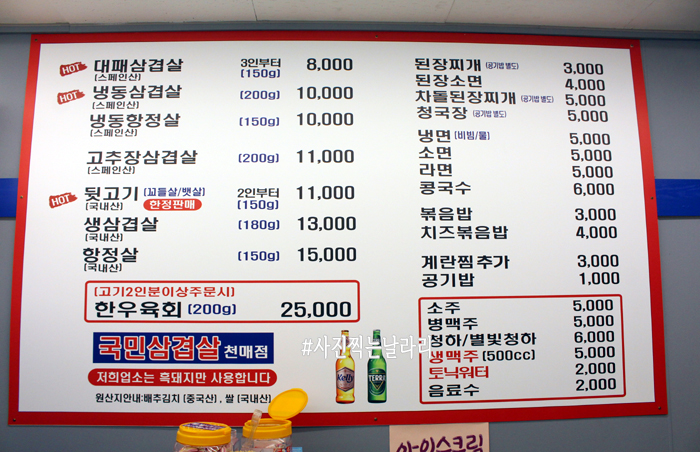 HOT 대패삼겹살 3인부터 (150g) 8,000
(스페인산)
HOT 냉동삼겹살 (200g) 10,000
(스페인산)
냉동항정살 (150g) 10,000
(스페인산)
고추장삼겹살 (200g) 11,000
(스페인산)
HOT 뒷고기 (꼬들살/뱃살) 2인부터 (150g) 11,000
(국내산) 한정판매
생삼겹살 (180g) 13,000
(국내산)
항정살 (150g) 15,000
(국내산)
(고기2인분이상주문시)
한우육회 (200g) 25,000
국민삼겹살 천매점
저희업소는 흑돼지만 사용합니다
원산지안내:배추김치 (중국산) , 쌀 (국내산)
된장찌개 (공기밥 별도) 3,000
된장소면 4,000
차돌된장찌개 (공기밥 별도) 5,000
청국장 (공기밥 별도) 5,000
냉면 (비빔/물) 5,000
소면 5,000
라면 5,000
콩국수 6,000
볶음밥 3,000
치즈볶음밥 4,000
계란찜추가 3,000
공기밥 1,000
소주 5,000
병맥주 5,000
청하/별빛청하 6,000
생맥주 (500cc) 5,000
토닉워터 2,000
음료수 2,000
#사진찍는날라리
Kelly
TERRA
아이스크림